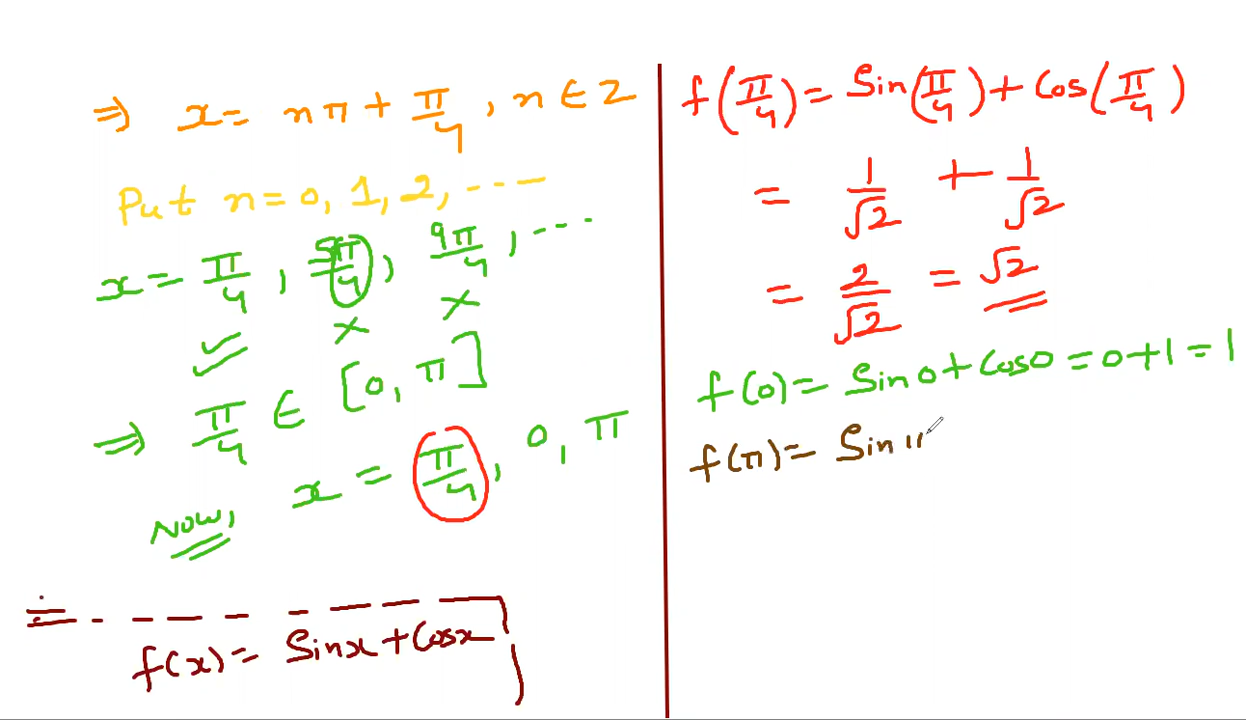 ⇒ x = nπ + π/4, n ∈ Z
Put n = 0, 1, 2, ----
x = π/4, 5π/4, 9π/4, ...
✓ × ×
⇒ π/4 ∈ [0, π]
Now, x = π/4, 0, π
f(x) = Sinx + Cosx
f(π/4) = Sin(π/4) + Cos(π/4)
= 1/√2 + 1/√2
= 2/√2 = √2
f(0) = Sin0 + Cos0 = 0+1 = 1
f(π) = Sin